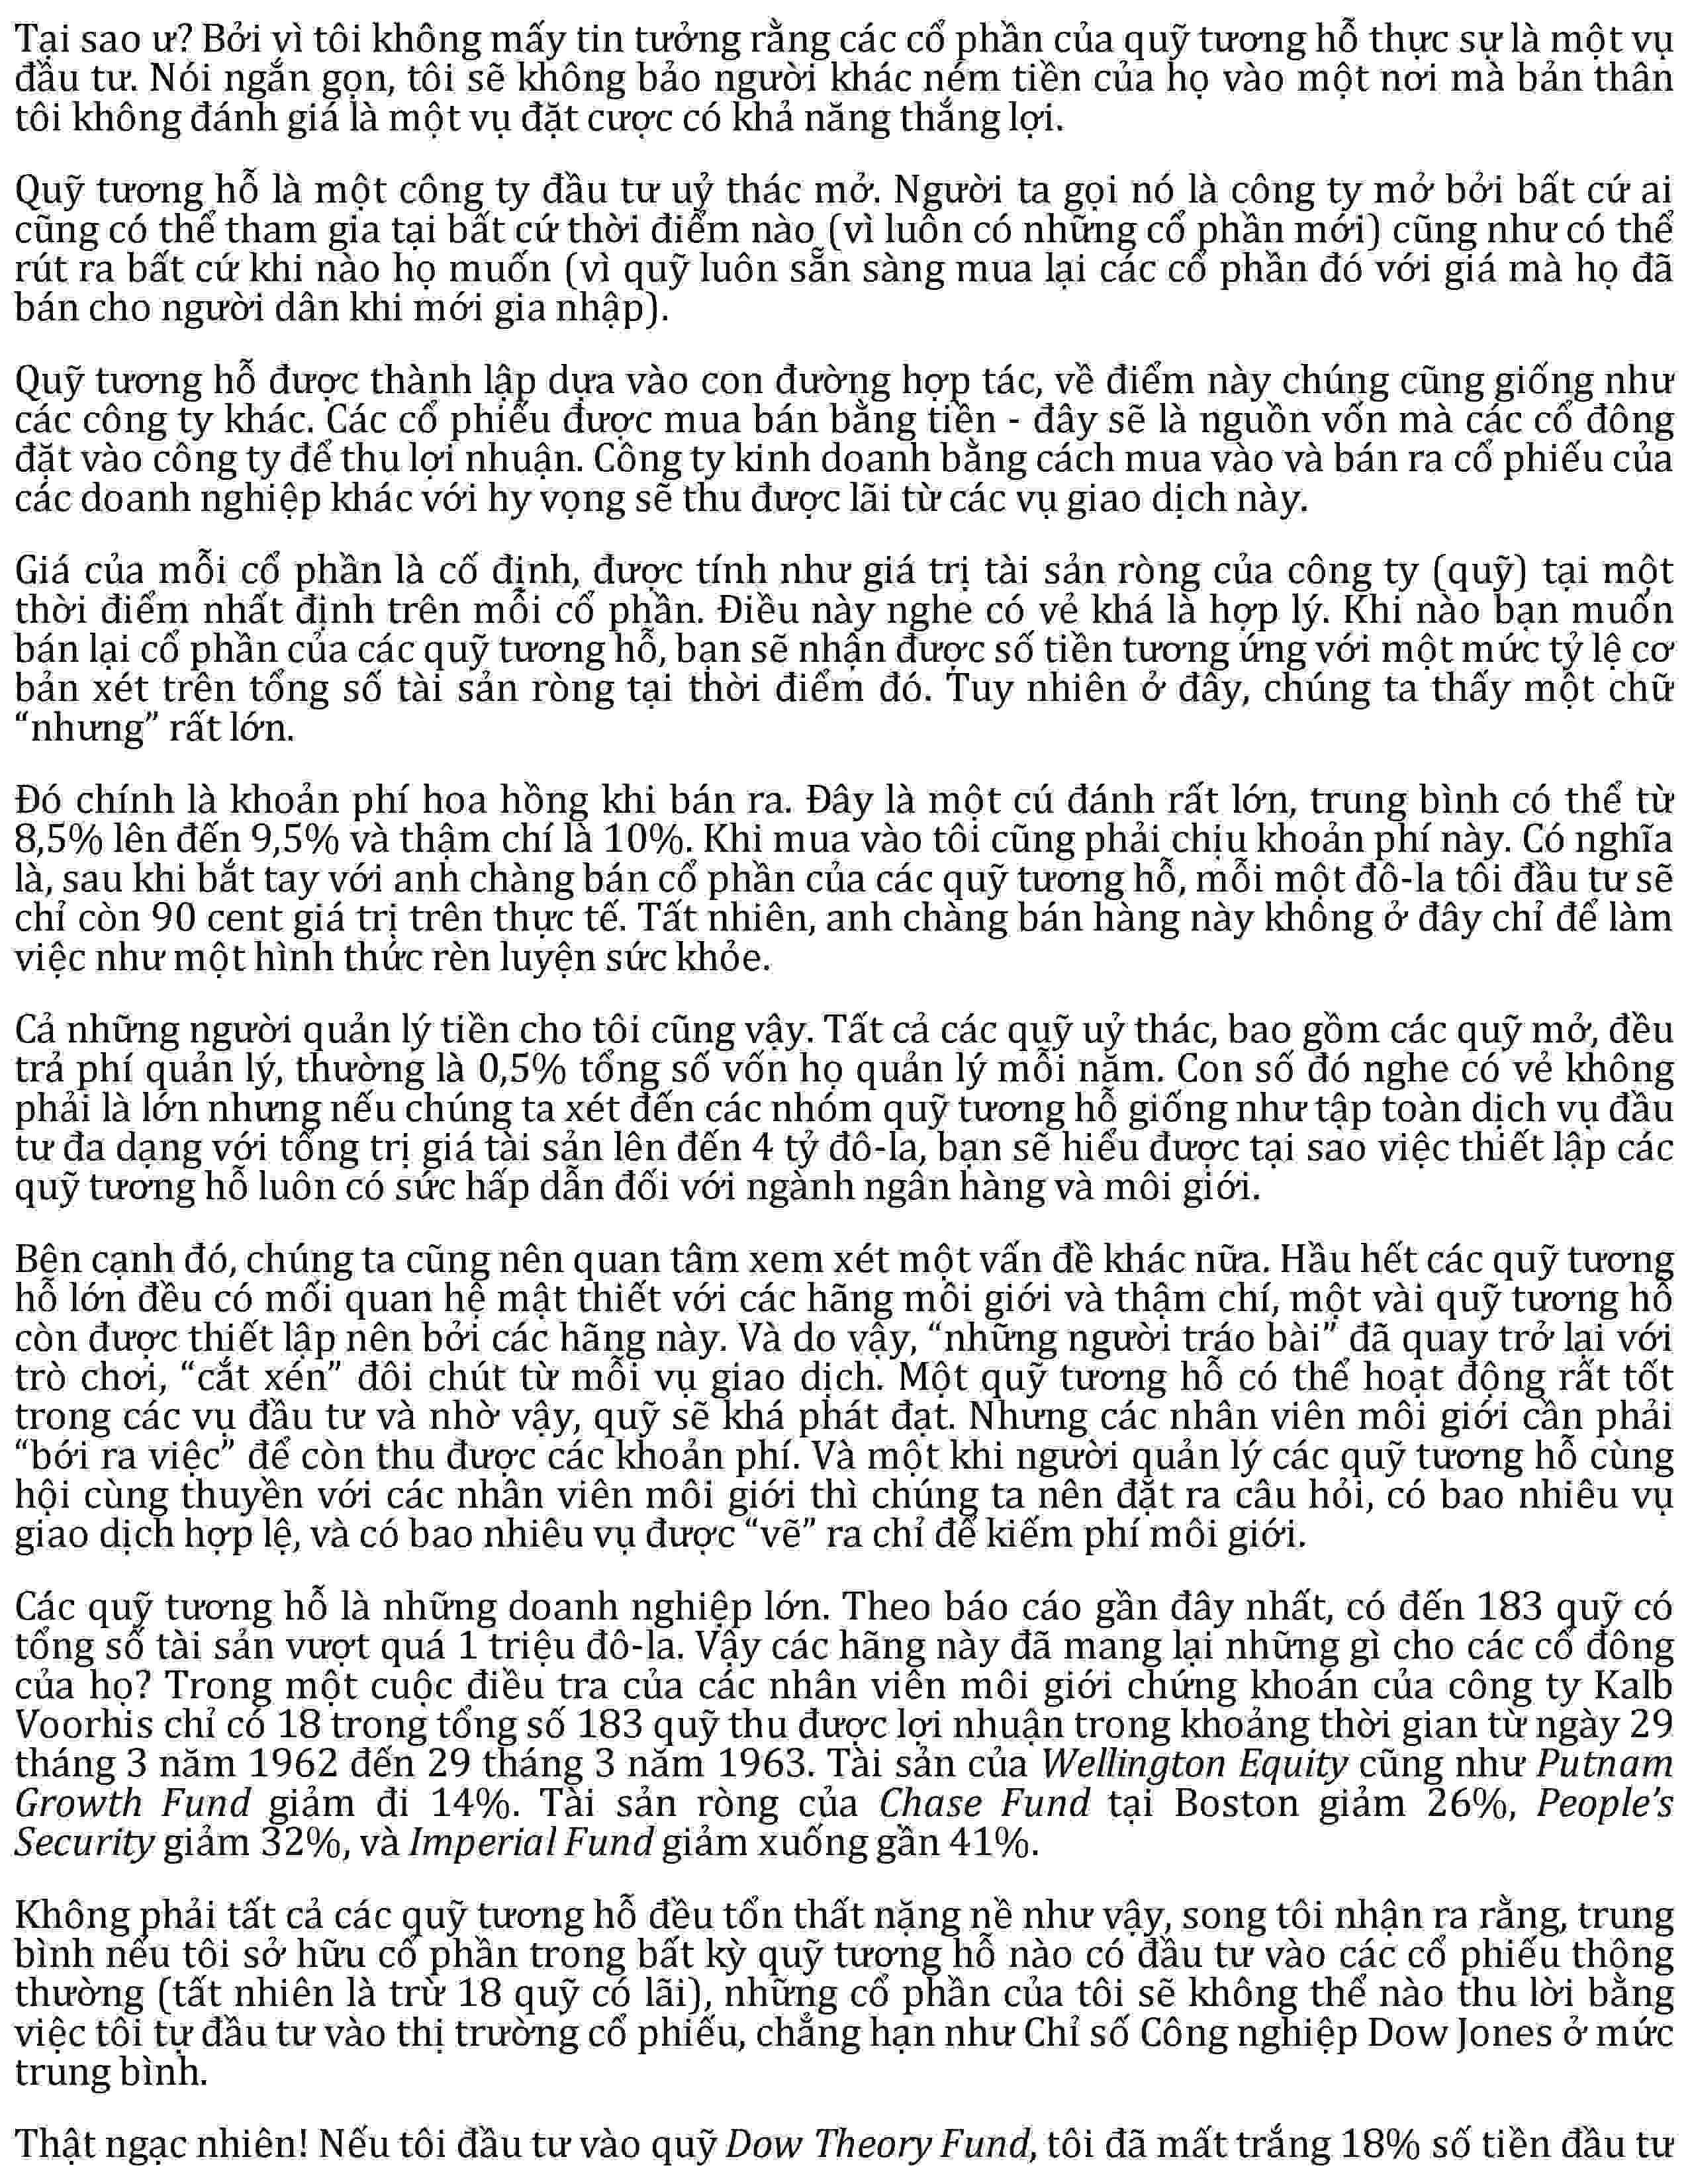 Tại sao ư? Bởi vì tôi không mấy tin tưởng rằng các cổ phần của quỹ tương hỗ thực sự là một vụ
đầu tư. Nói ngắn gọn, tôi sẽ không bảo người khác ném tiền của họ vào một nơi mà bản thân
tôi không đánh giá là một vụ đặt cược có khả năng thắng lợi.
Quỹ tương hỗ là một công ty đầu tư uỷ thác mở. Người ta gọi nó là công ty mở bởi bất cứ ai
cũng có thể tham gia tại bất cứ thời điểm nào (vì luôn có những cổ phần mới) cũng như có thể
rút ra bất cứ khi nào họ muốn (vì quỹ luôn sẵn sàng mua lại các cổ phần đó với giá mà họ đã
bán cho người dân khi mới gia nhập).
Quỹ tương hỗ được thành lập dựa vào con đường hợp tác, về điểm này chúng cũng giống như
các công ty khác. Các cổ phiếu được mua bán bằng tiền - đây sẽ là nguồn vốn mà các cổ đông
đặt vào công ty để thu lợi nhuận. Công ty kinh doanh bằng cách mua vào và bán ra cổ phiếu của
các doanh nghiệp khác với hy vọng sẽ thu được lãi từ các vụ giao dịch này.
Giá của mỗi cổ phần là cố định, được tính như giá trị tài sản ròng của công ty (quỹ) tại một
thời điểm nhất định trên mỗi cổ phần. Điều này nghe có vẻ khá là hợp lý. Khi nào bạn muốn
bán lại cổ phần của các quỹ tương hỗ, bạn sẽ nhận được số tiền tương ứng với một mức tỷ lệ cơ
bản xét trên tổng số tài sản ròng tại thời điểm đó. Tuy nhiên ở đây, chúng ta thấy một chữ
“nhưng” rất lớn.
Đó chính là khoản phí hoa hồng khi bán ra. Đây là một cú đánh rất lớn, trung bình có thể từ
8,5% lên đến 9,5% và thậm chí là 10%. Khi mua vào tôi cũng phải chịu khoản phí này. Có nghĩa
là, sau khi bắt tay với anh chàng bán cổ phần của các quỹ tương hỗ, mỗi một đô-la tôi đầu tư sẽ
chỉ còn 90 cent giá trị trên thực tế. Tất nhiên, anh chàng bán hàng này không ở đây chỉ để làm
việc như một hình thức rèn luyện sức khỏe.
Cả những người quản lý tiền cho tôi cũng vậy. Tất cả các quỹ uỷ thác, bao gồm các quỹ mở, đều
trả phí quản lý, thường là 0,5% tổng số vốn họ quản lý mỗi năm. Con số đó nghe có vẻ không
phải là lớn nhưng nếu chúng ta xét đến các nhóm quỹ tương hỗ giống như tập toàn dịch vụ đầu
tư đa dạng với tổng trị giá tài sản lên đến 4 tỷ đô-la, bạn sẽ hiểu được tại sao việc thiết lập các
quỹ tương hỗ luôn có sức hấp dẫn đối với ngành ngân hàng và môi giới.
Bên cạnh đó, chúng ta cũng nên quan tâm xem xét một vấn đề khác nữa. Hầu hết các quỹ tương
hỗ lớn đều có mối quan hệ mật thiết với các hãng môi giới và thậm chí, một vài quỹ tương hỗ
còn được thiết lập nên bởi các hãng này. Và do vậy, “những người tráo bài” đã quay trở lại với
trò chơi, “cắt xén” đôi chút từ mỗi vụ giao dịch. Một quỹ tương hỗ có thể hoạt động rất tốt
trong các vụ đầu tư và nhờ vậy, quỹ sẽ khá phát đạt. Nhưng các nhân viên môi giới cần phải
“bới ra việc” để còn thu được các khoản phí. Và một khi người quản lý các quỹ tương hỗ cùng
hội cùng thuyền với các nhân viên môi giới thì chúng ta nên đặt ra câu hỏi, có bao nhiêu vụ
giao dịch hợp lệ, và có bao nhiêu vụ được “vẽ” ra chỉ để kiếm phí môi giới.
Các quỹ tương hỗ là những doanh nghiệp lớn. Theo báo cáo gần đây nhất, có đến 183 quỹ có
tổng số tài sản vượt quá 1 triệu đô-la. Vậy các hãng này đã mang lại những gì cho các cổ đông
của họ? Trong một cuộc điều tra của các nhân viên môi giới chứng khoán của công ty Kalb
Voorhis chỉ có 18 trong tổng số 183 quỹ thu được lợi nhuận trong khoảng thời gian từ ngày 29
tháng 3 năm 1962 đến 29 tháng 3 năm 1963. Tài sản của Wellington Equity cũng như Putnam
Growth Fund giảm đi 14%. Tài sản ròng của Chase Fund tại Boston giảm 26%, People’s
Security giảm 32%, và Imperial Fund giảm xuống gần 41%.
Không phải tất cả các quỹ tương hỗ đều tổn thất nặng nề như vậy, song tôi nhận ra rằng, trung
bình nếu tôi sở hữu cổ phần trong bất kỳ quỹ tương hỗ nào có đầu tư vào các cổ phiếu thông
thường (tất nhiên là trừ 18 quỹ có lãi), những cổ phần của tôi sẽ không thể nào thu lời bằng
việc tôi tự đầu tư vào thị trường cổ phiếu, chẳng hạn như Chỉ số Công nghiệp Dow Jones ở mức
trung bình.
Thật ngạc nhiên! Nếu tôi đầu tư vào quỹ Dow Theory Fund, tôi đã mất trắng 18% số tiền đầu tư